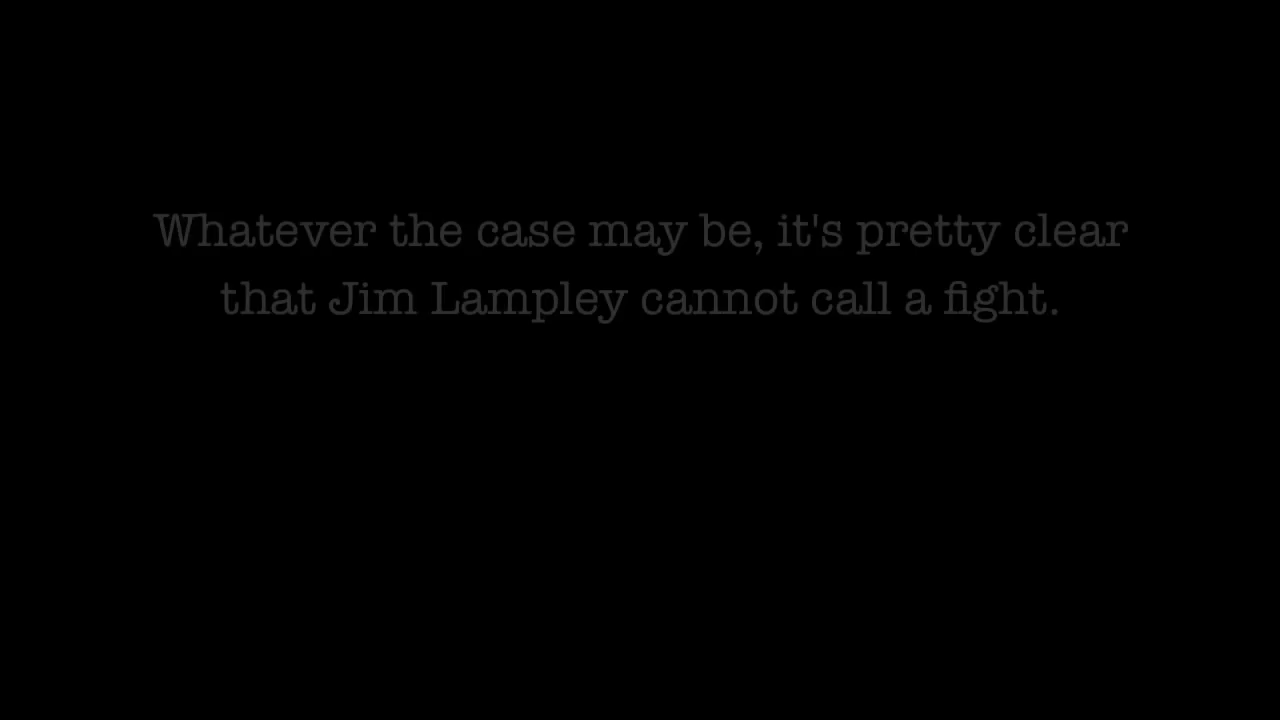 Whatever the case may be, it's pretty clear
that Jim Lampley cannot call a fight.